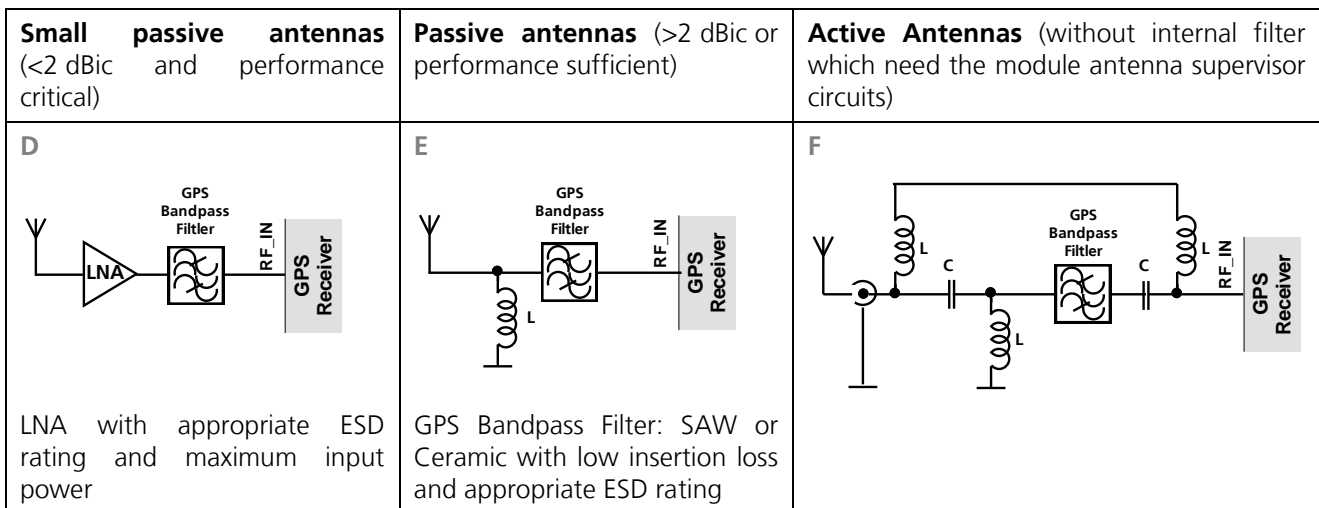 Small passive antennas
(<2 dBic and performance
critical)
Passive antennas (>2 dBic or
performance sufficient)
Active Antennas (without internal filter
which need the module antenna supervisor
circuits)
D
LNA
GPS
Bandpass
Filtler
RF_IN
GPS
Receiver
LNA with appropriate ESD
rating and maximum input
power
E
L
GPS
Bandpass
Filtler
RF_IN
GPS
Receiver
GPS Bandpass Filter: SAW or
Ceramic with low insertion loss
and appropriate ESD rating
F
L
C
L
GPS
Bandpass
Filtler
C
L
RF_IN
GPS
Receiver